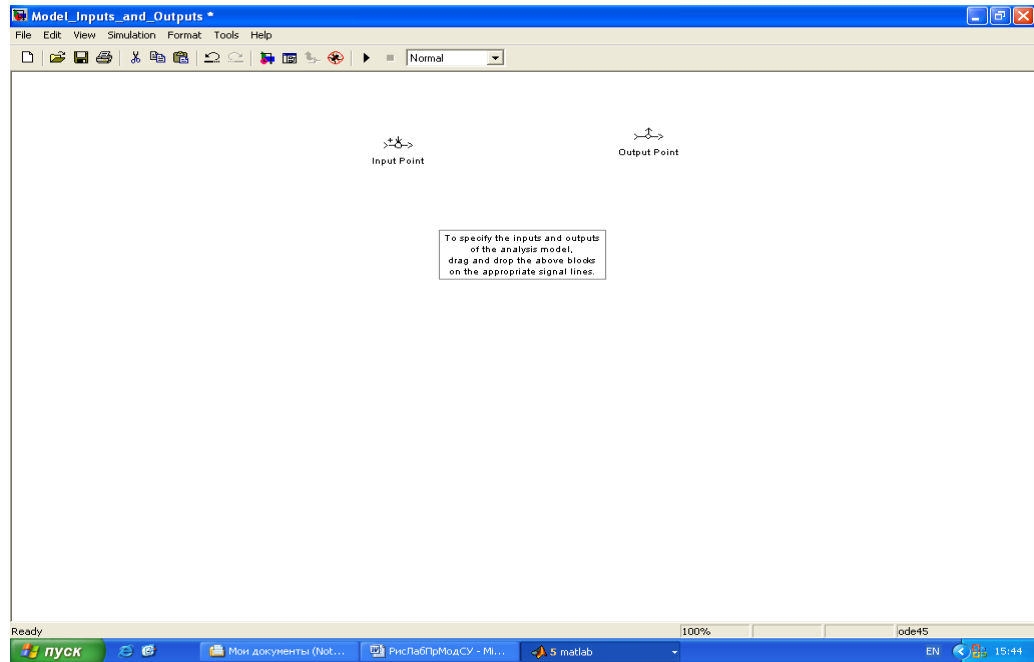 Model_Inputs_and_Outputs *
File Edit View Simulation Format Tools Help
Normal
Input Point
Output Point
To specify the inputs and outputs
of the analysis model,
drag and drop the above blocks
on the appropriate signal lines.
Ready 100% ode45
пуск Мои документы (Not... РисЛабПрМодСУ - Mi... 5 matlab EN 15:44